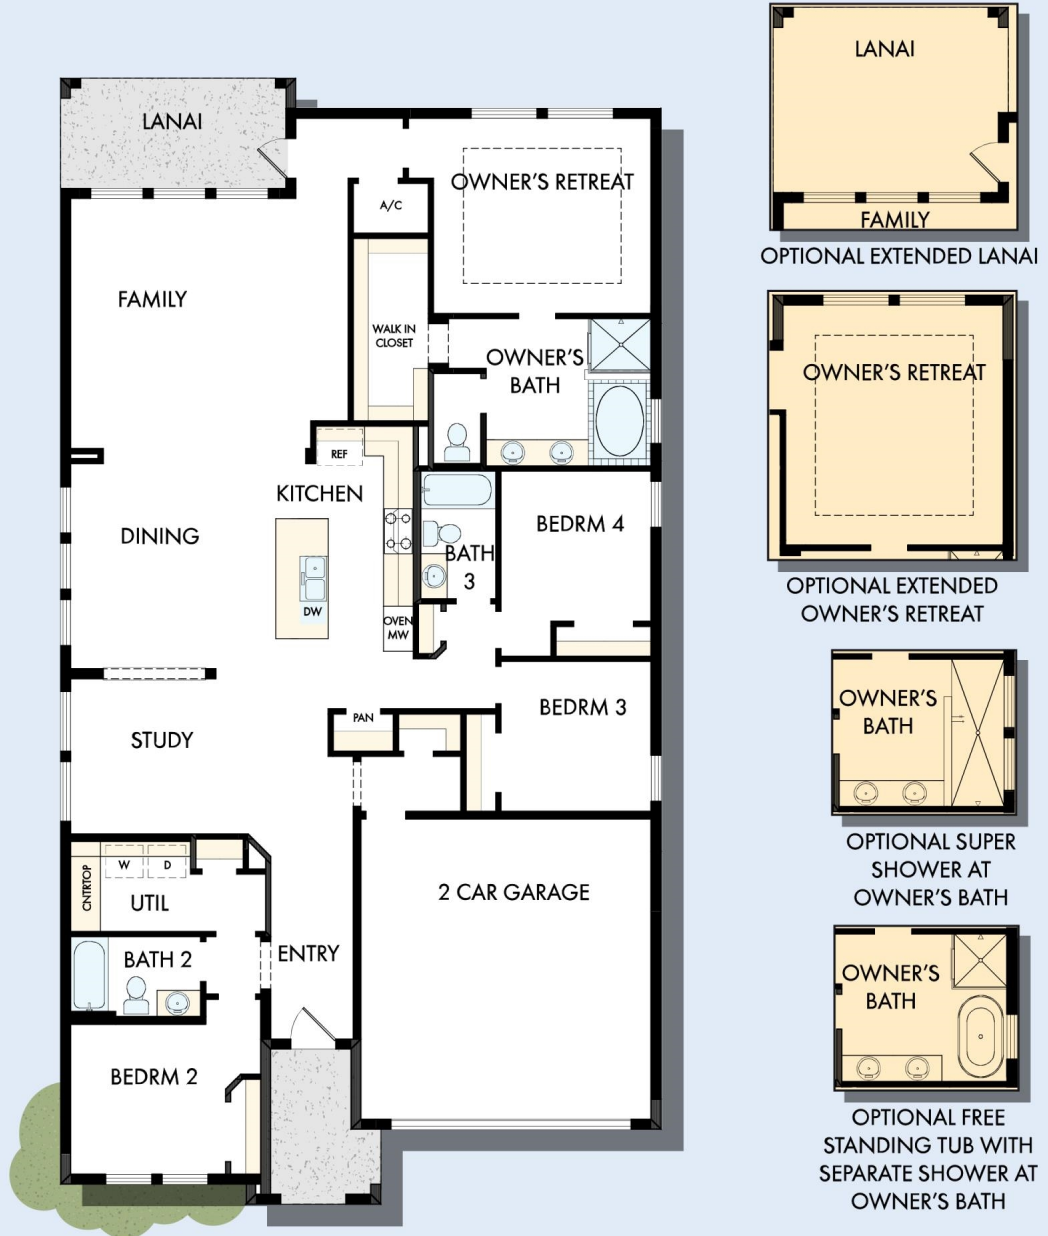 LANAI
OWNER'S RETREAT
A/C
FAMILY
WALK IN
CLOSET
OWNER'S
BATH
REF
KITCHEN
DINING
BEDRM 4
BATH
3
DW
OVEN
MW
BEDRM 3
PAN
STUDY
W
D
CNTRTOP
UTIL
2 CAR GARAGE
BATH 2
ENTRY
BEDRM 2
LANAI
FAMILY
OPTIONAL EXTENDED LANAI
OWNER'S RETREAT
OPTIONAL EXTENDED
OWNER'S RETREAT
OWNER'S
BATH
OPTIONAL SUPER
SHOWER AT
OWNER'S BATH
OWNER'S
BATH
OPTIONAL FREE
STANDING TUB WITH
SEPARATE SHOWER AT
OWNER'S BATH